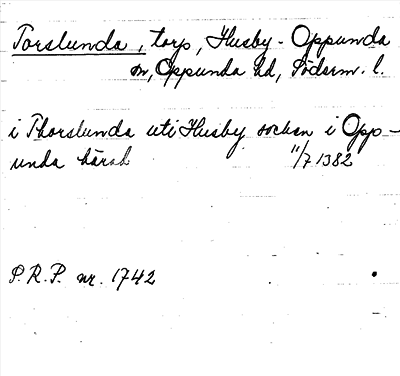 Torslunda, torp, Husby-Oppunda
sn, Oppunda hd, Söderm. l.
i Thorslunda uti Husby socken i Opp-
unda härad 11/7 1382
P.R.P. nr. 1742